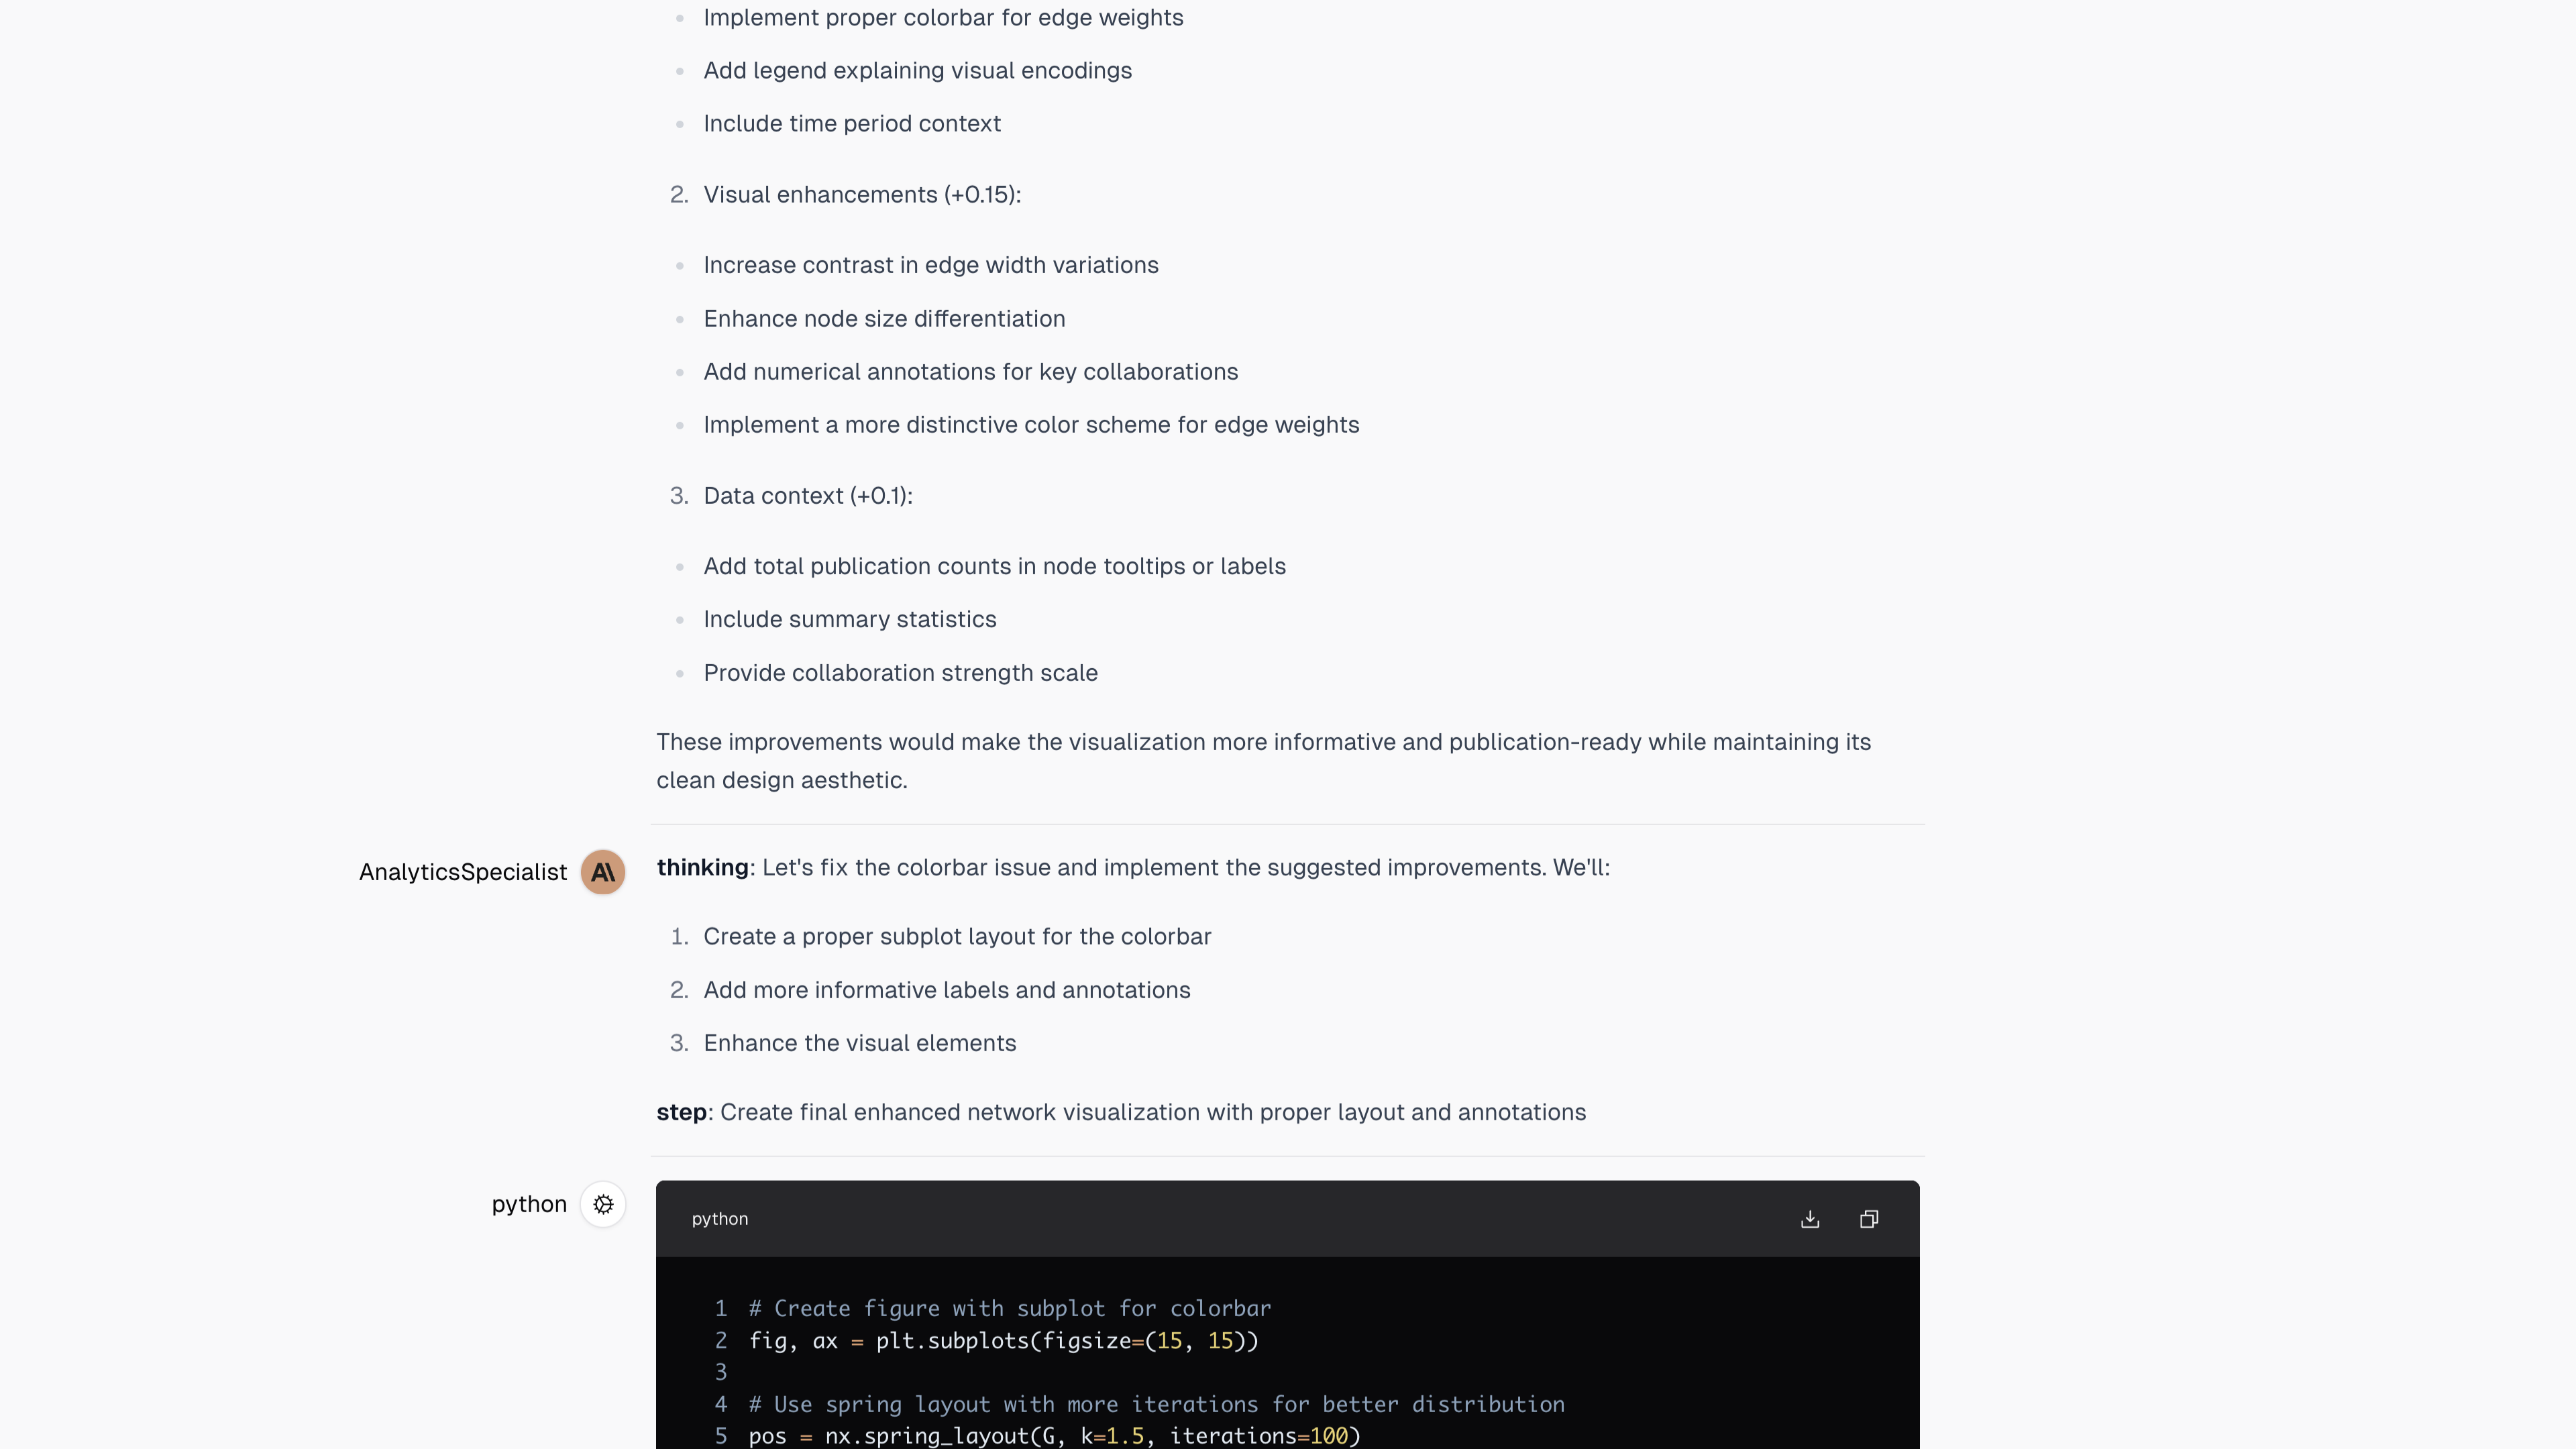 Implement proper colorbar for edge weights
Add legend explaining visual encodings
Include time period context
2. Visual enhancements (+0.15):
Increase contrast in edge width variations
Enhance node size differentiation
Add numerical annotations for key collaborations
Implement a more distinctive color scheme for edge weights
3. Data context (+0.1):
Add total publication counts in node tooltips or labels
Include summary statistics
Provide collaboration strength scale
These improvements would make the visualization more informative and publication-ready while maintaining its
clean design aesthetic.
AnalyticsSpecialist A\ thinking: Let's fix the colorbar issue and implement the suggested improvements. We'll:
1. Create a proper subplot layout for the colorbar
2. Add more informative labels and annotations
3. Enhance the visual elements
step: Create final enhanced network visualization with proper layout and annotations
python
python
1 # Create figure with subplot for colorbar
2 fig, ax = plt.subplots(figsize=(15, 15))
3
4 # Use spring layout with more iterations for better distribution
5 pos = nx.spring_layout(G, k=1.5, iterations=100)